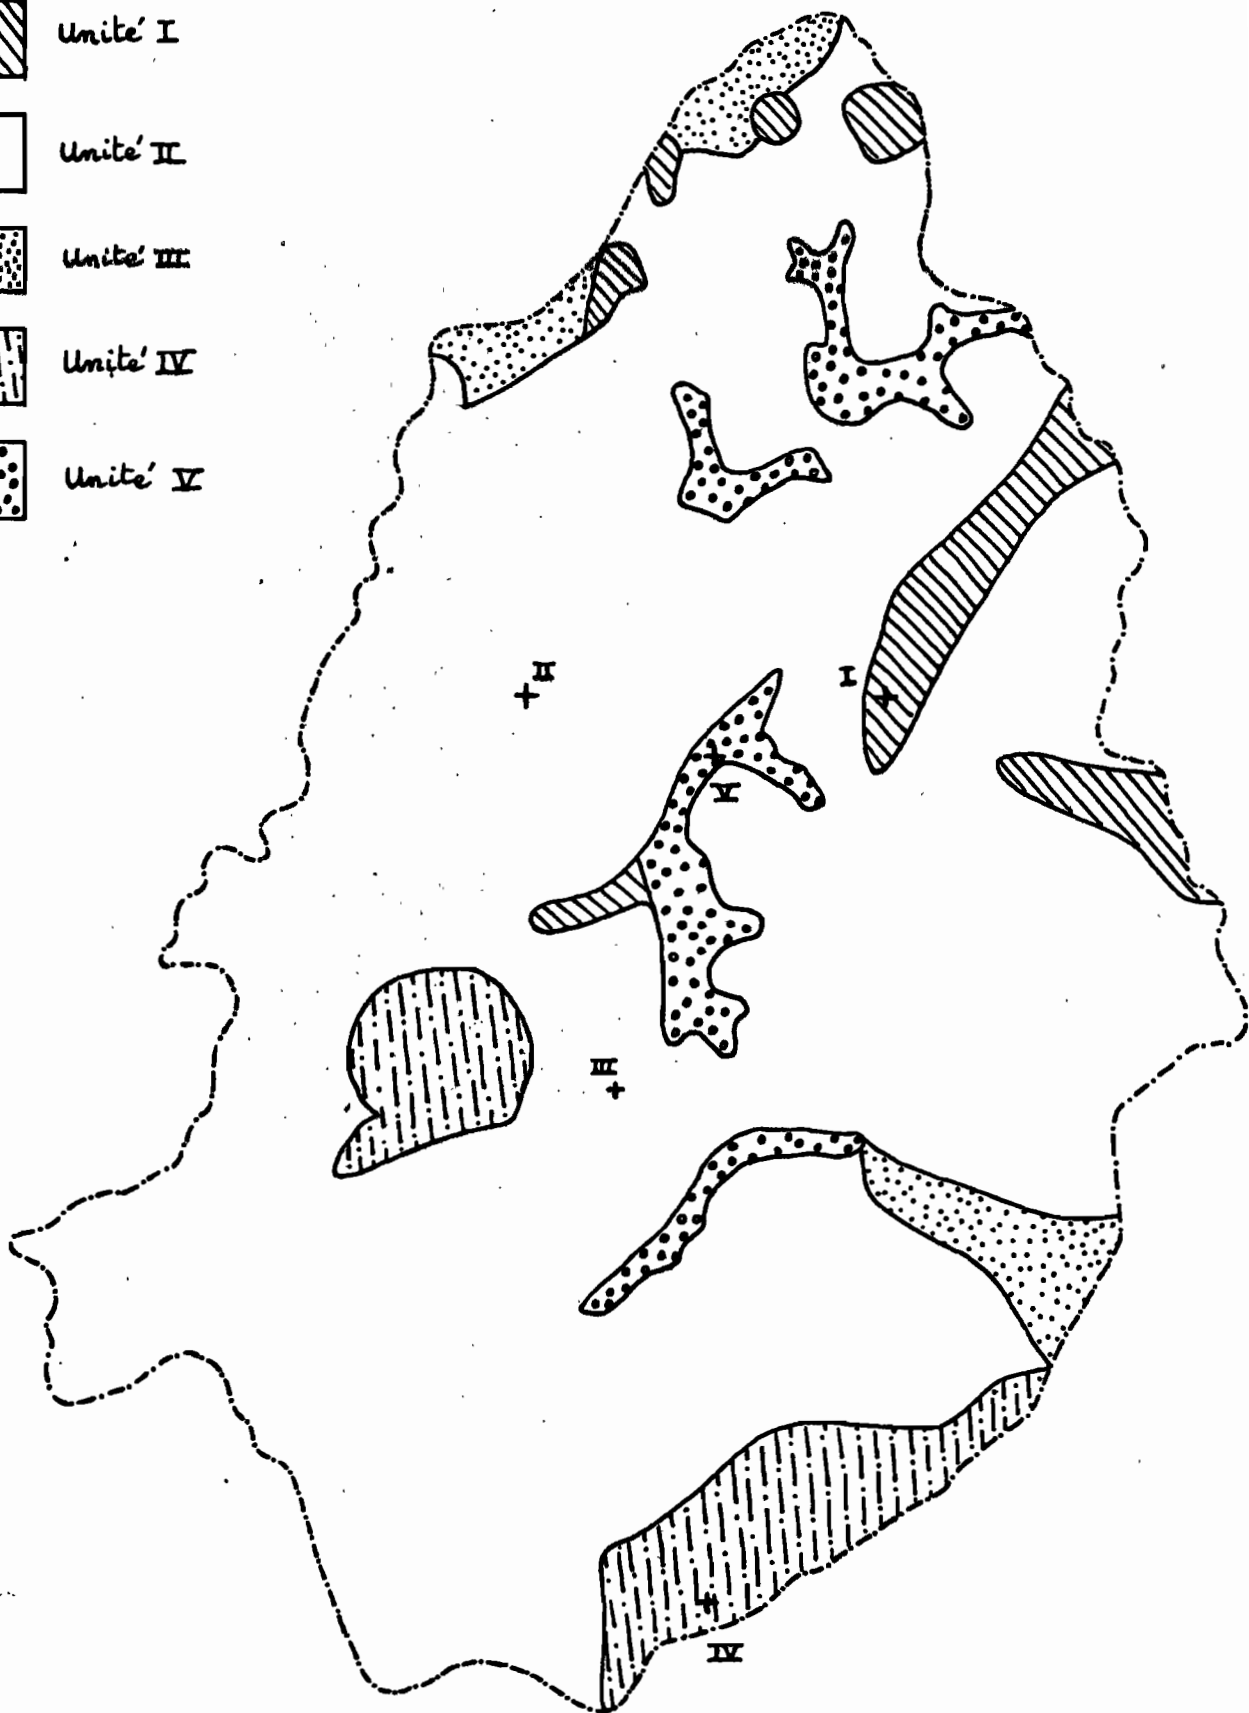 Unité I
Unité II
Unité III
Unité IV
Unité V
II
I
V
III
IV